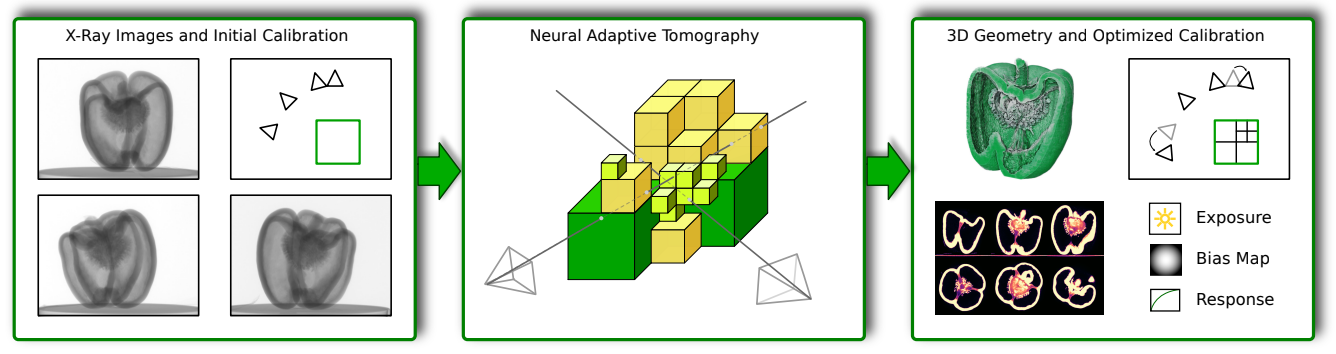 X-Ray Images and Initial Calibration
Neural Adaptive Tomography
3D Geometry and Optimized Calibration
Exposure
Bias Map
Response